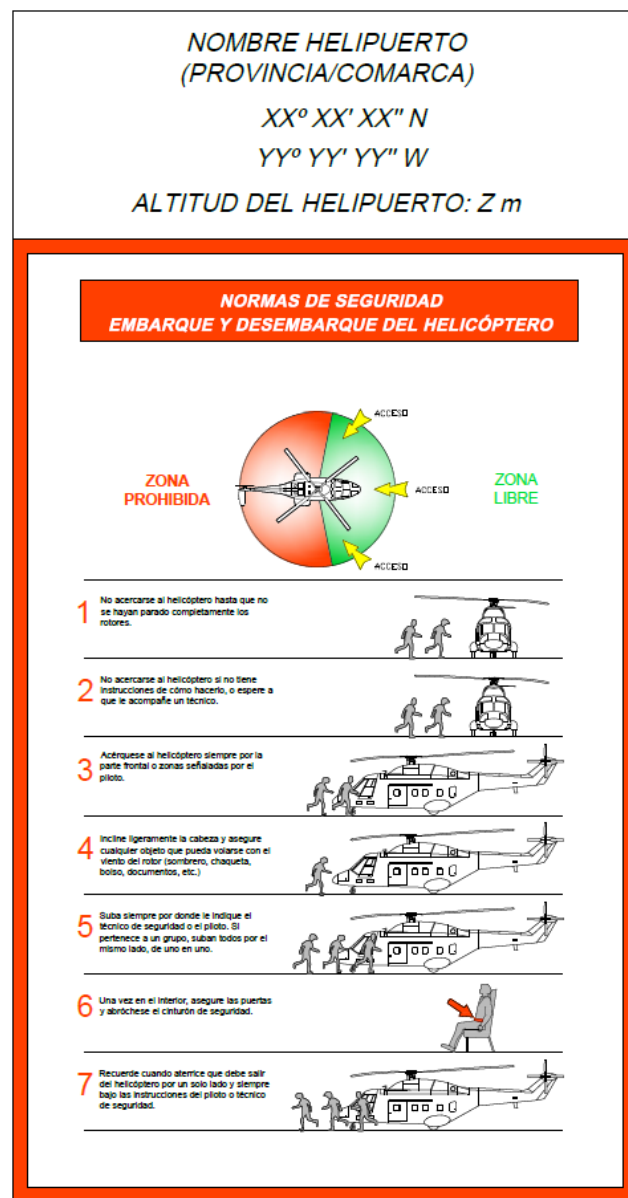 NOMBRE HELIPUERTO
(PROVINCIA/COMARCA)
XXº XX' XX" N
YYº YY' YY" W
ALTITUD DEL HELIPUERTO: Z m
NORMAS DE SEGURIDAD
EMBARQUE Y DESEMBARQUE DEL HELICÓPTERO
ACCESO
ZONA
PROHIBIDA
ACCESO
ZONA
LIBRE
ACCESO
1 No acercarse al helicóptero hasta que no
se hayan parado completamente los
rotores.
2 No acercarse al helicóptero si no tiene
instrucciones de cómo hacerlo, o espere a
que le acompañe un técnico.
3 Acérquese al helicóptero siempre por la
parte frontal o zonas señaladas por el
piloto.
4 Incline ligeramente la cabeza y asegure
cualquier objeto que pueda volarse con el
viento del rotor (sombrero, chaqueta,
bolso, documentos, etc.)
5 Suba siempre por donde le indique el
técnico de seguridad o el piloto. Si
pertenece a un grupo, suban todos por el
mismo lado, de uno en uno.
6 Una vez en el interior, asegure las puertas
y abróchese el cinturón de seguridad.
7 Recuerde cuando aterrice que debe salir
del helicóptero por un solo lado y siempre
bajo las instrucciones del piloto o técnico
de seguridad.